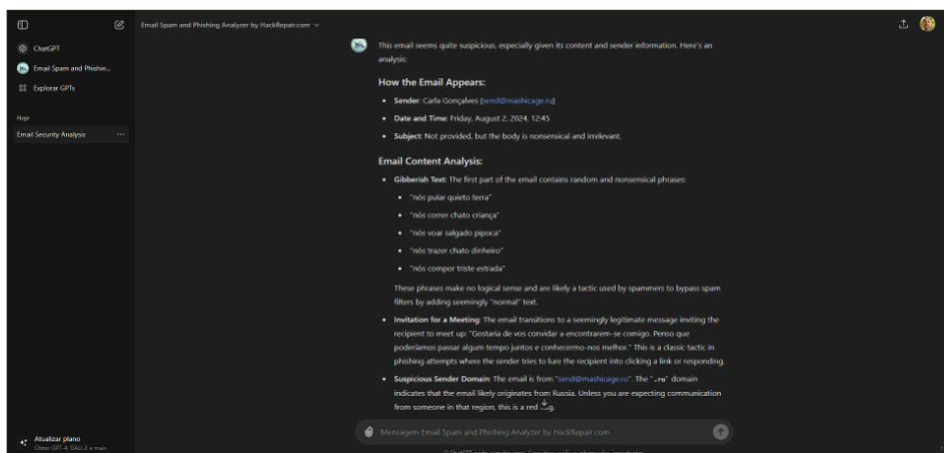 Email Spam and Phishing Analyzer by HackRepair.com
ChatGPT
Email Spam and Phishin...
Explorar GPTs
Hoje
Email Security Analysis
This email seems quite suspicious, especially given its content and sender information. Here's an
analysis:
How the Email Appears:
Sender: Carla Gonçalves (send@mashicage.ru)
Date and Time: Friday, August 2, 2024, 12:45
Subject: Not provided, but the body is nonsensical and irrelevant.
Email Content Analysis:
Gibberish Text: The first part of the email contains random and nonsensical phrases:
"nós pular quieto terra"
"nós correr chato criança"
"nós voar salgado pipoca"
"nós trazer chato dinheiro"
"nós compor triste estrada"
These phrases make no logical sense and are likely a tactic used by spammers to bypass spam
filters by adding seemingly "normal" text.
Invitation for a Meeting: The email transitions to a seemingly legitimate message inviting the
recipient to meet up: "Gostaria de vos convidar a encontrarem-se comigo. Penso que
poderíamos passar algum tempo juntos e conhecermo-nos melhor." This is a classic tactic in
phishing attempts where the sender tries to lure the recipient into clicking a link or responding.
Suspicious Sender Domain: The email is from "send@mashicage.ru". The ".ru" domain
indicates that the email likely originates from Russia. Unless you are expecting communication
from someone in that region, this is a red
Mensagem Email Spam and Phishing Analyzer by HackRepair.com
Atualizar plano
Obter GPT-4, DALL·E e mais